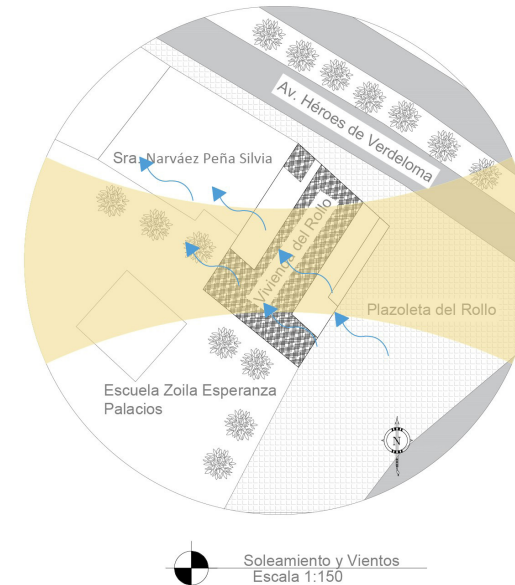 Av. Héroes de Verdeloma
Sra. Narváez Peña Silvia
Vivienda del Rollo
Plazoleta del Rollo
Escuela Zoila Esperanza
Palacios
N
Soleamiento y Vientos
Escala 1:150